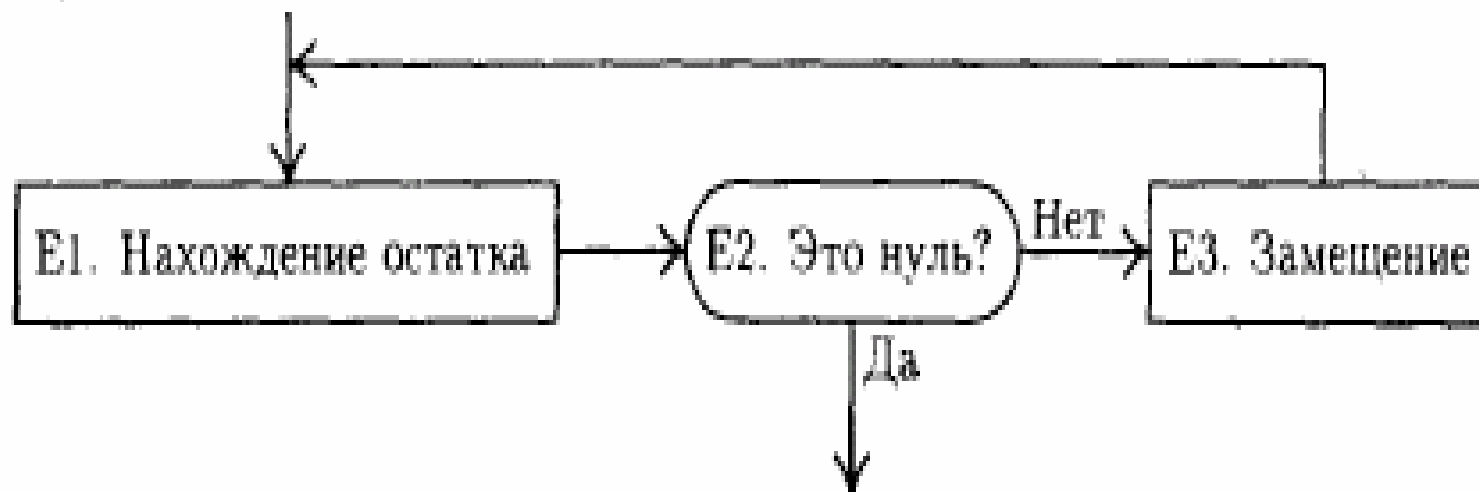 E1. Нахождение остатка
E2. Это нуль?
Нет
E3. Замещение
Да